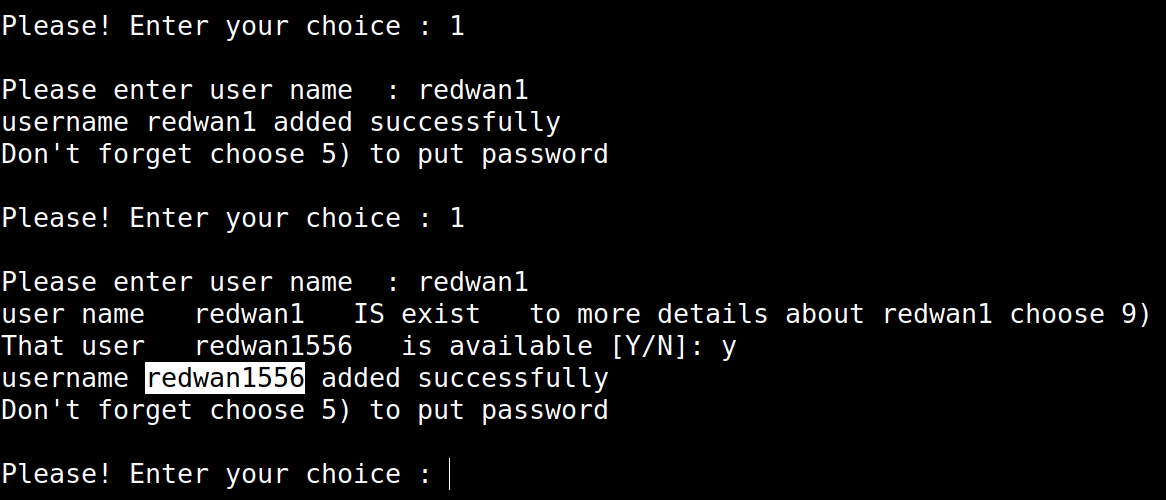 Please! Enter your choice : 1
Please enter user name  : redwan1
username redwan1 added successfully
Don't forget choose 5) to put password
Please! Enter your choice : 1
Please enter user name  : redwan1
user name   redwan1   IS exist   to more details about redwan1 choose 9)
That user   redwan1556   is available [Y/N]: y
username redwan1556 added successfully
Don't forget choose 5) to put password
Please! Enter your choice :